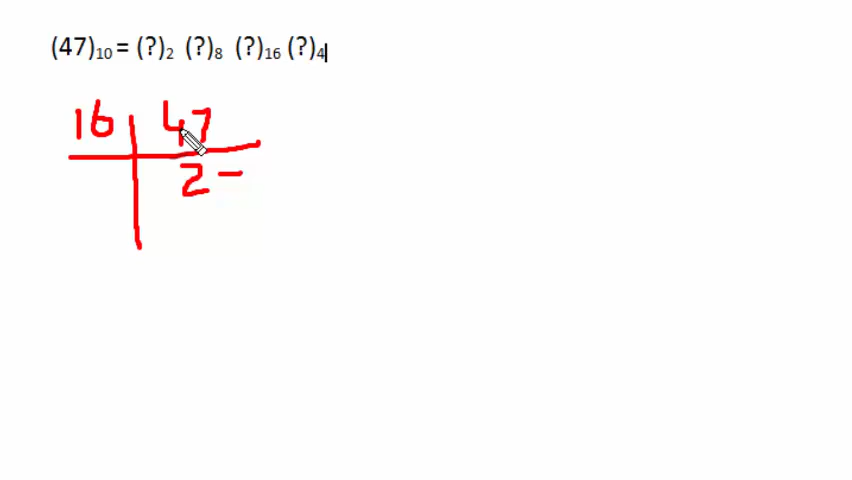 (47)₁₀ = (?)₂ (?)₈ (?)₁₆ (?)₄
16 47
2 -